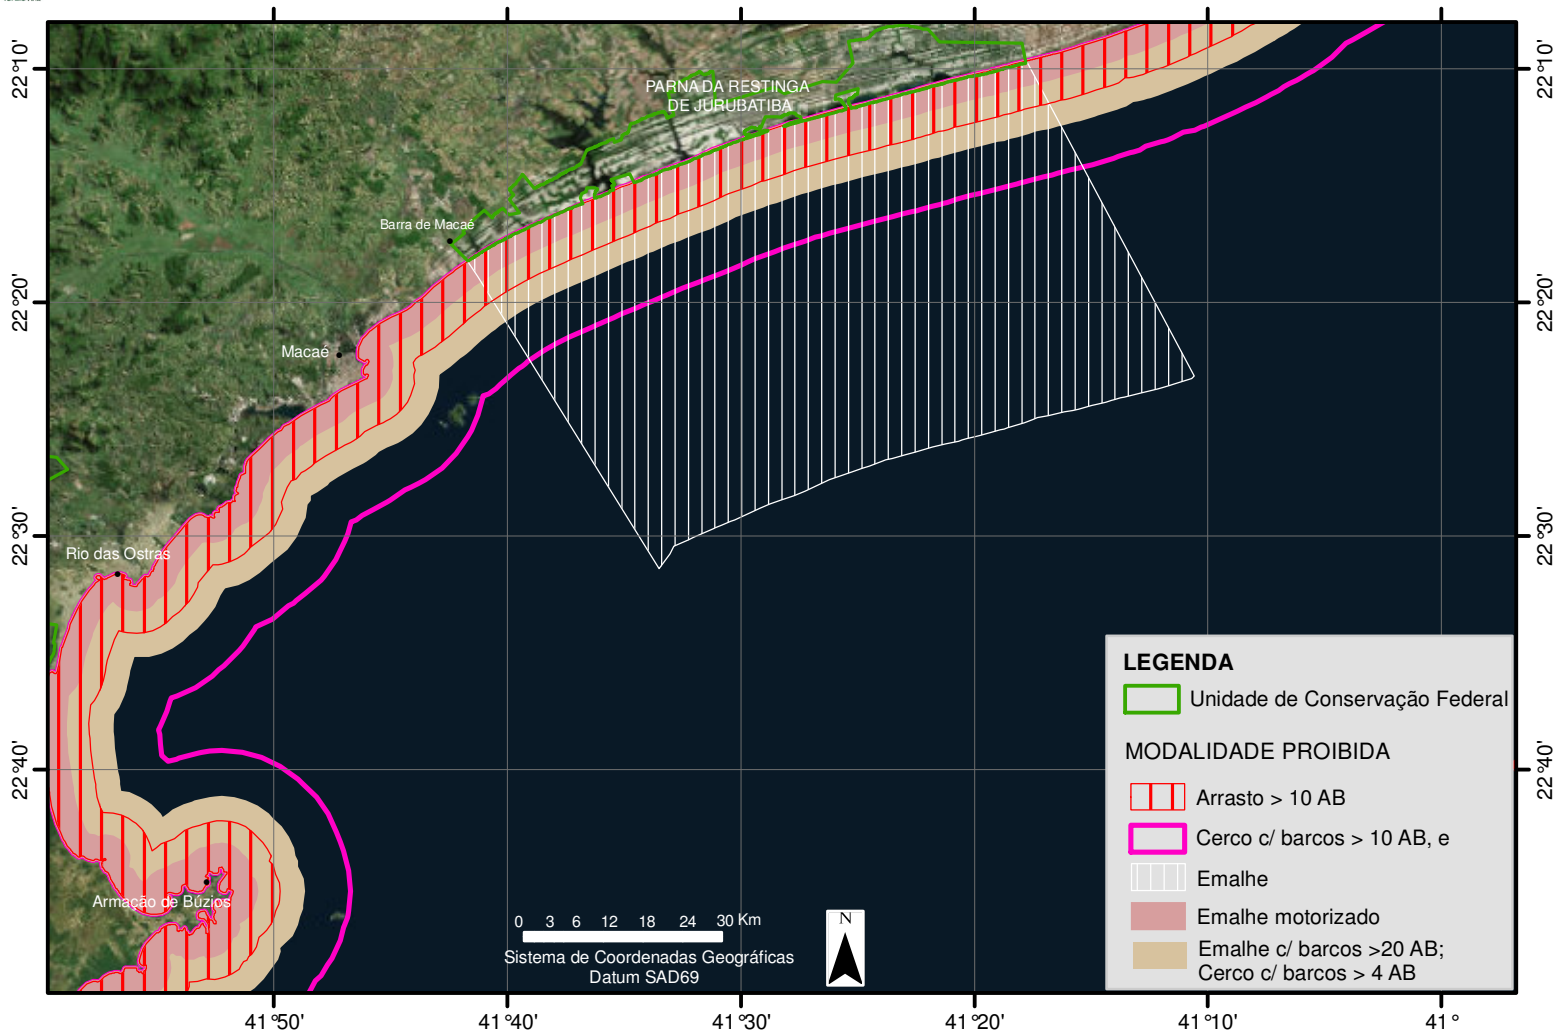 22°10'
22°10'
PARNA DA RESTINGA
DE JURUBATIBA
Barra de Macaé
22°20'
22°20'
Macaé
22°30'
22°30'
Rio das Ostras
LEGENDA
Unidade de Conservação Federal
MODALIDADE PROIBIDA
22°40'
22°40'
Arrasto > 10 AB
Cerco c/ barcos > 10 AB, e
Emalhe
Emalhe motorizado
Emalhe c/ barcos >20 AB;
Cerco c/ barcos > 4 AB
Armação de Búzios
0 3 6 12 18 24 30 Km
N
Sistema de Coordenadas Geográficas
Datum SAD69
41°50' 41°40' 41°30' 41°20' 41°10' 41°